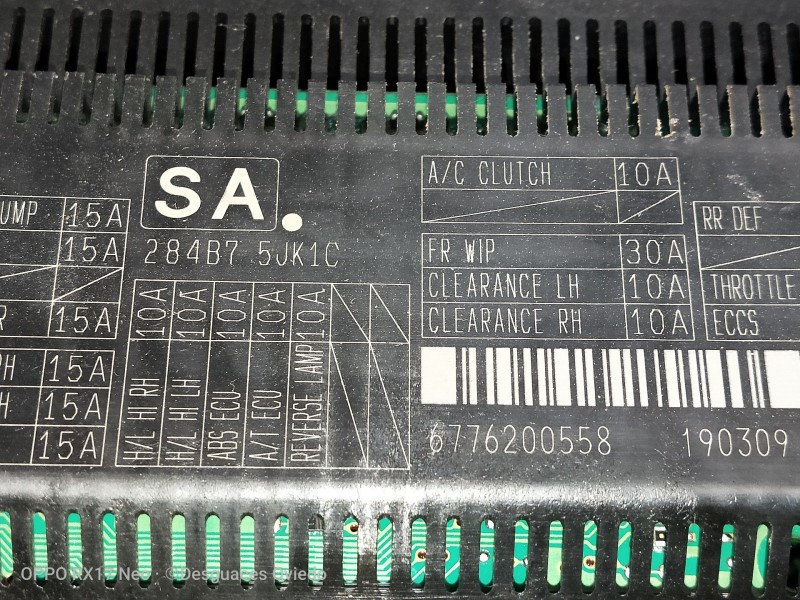 UMP 15A
15A
R 15A
RH 15A
H 15A
15A
SA.
284B7 5JK1C
H/L HI RH 10A
H/L HI LH 10A
ABS ECU 10A
A/T ECU 10A
REVERSE LAMP 10A
A/C CLUTCH 10A
FR WIP 30A
CLEARANCE LH 10A
CLEARANCE RH 10A
RR DEF
THROTTLE
ECCS
6776200558 190309